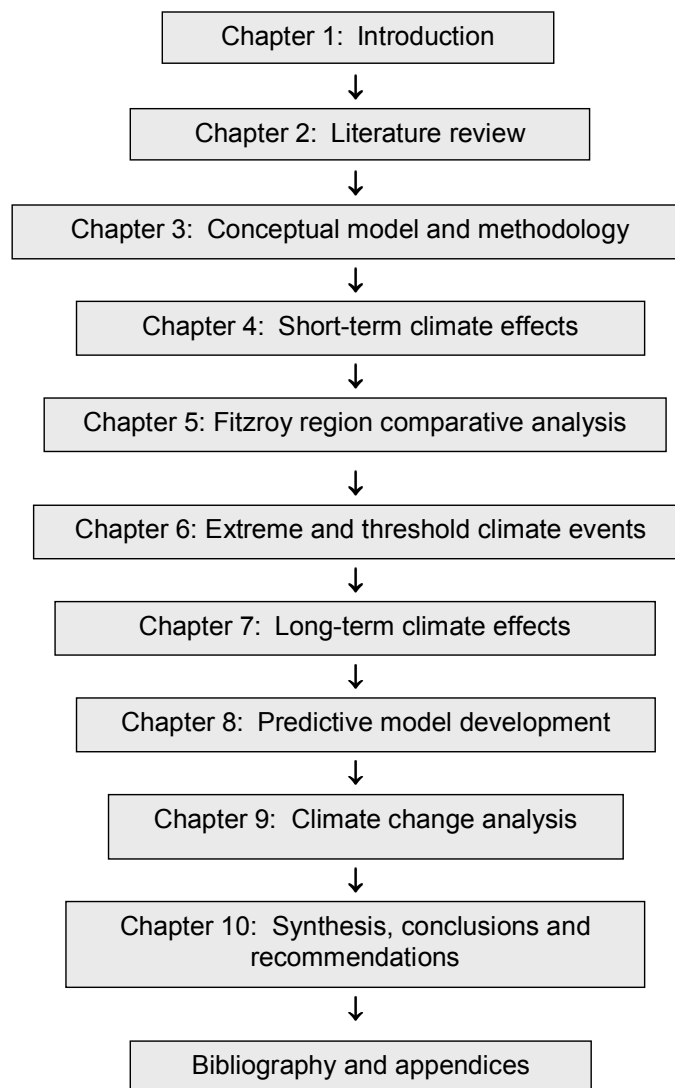 Chapter 1:  Introduction
Chapter 2:  Literature review
Chapter 3:  Conceptual model and methodology
Chapter 4:  Short-term climate effects
Chapter 5: Fitzroy region comparative analysis
Chapter 6: Extreme and threshold climate events
Chapter 7:  Long-term climate effects
Chapter 8:  Predictive model development
Chapter 9:  Climate change analysis
Chapter 10:  Synthesis, conclusions and
recommendations
Bibliography and appendices